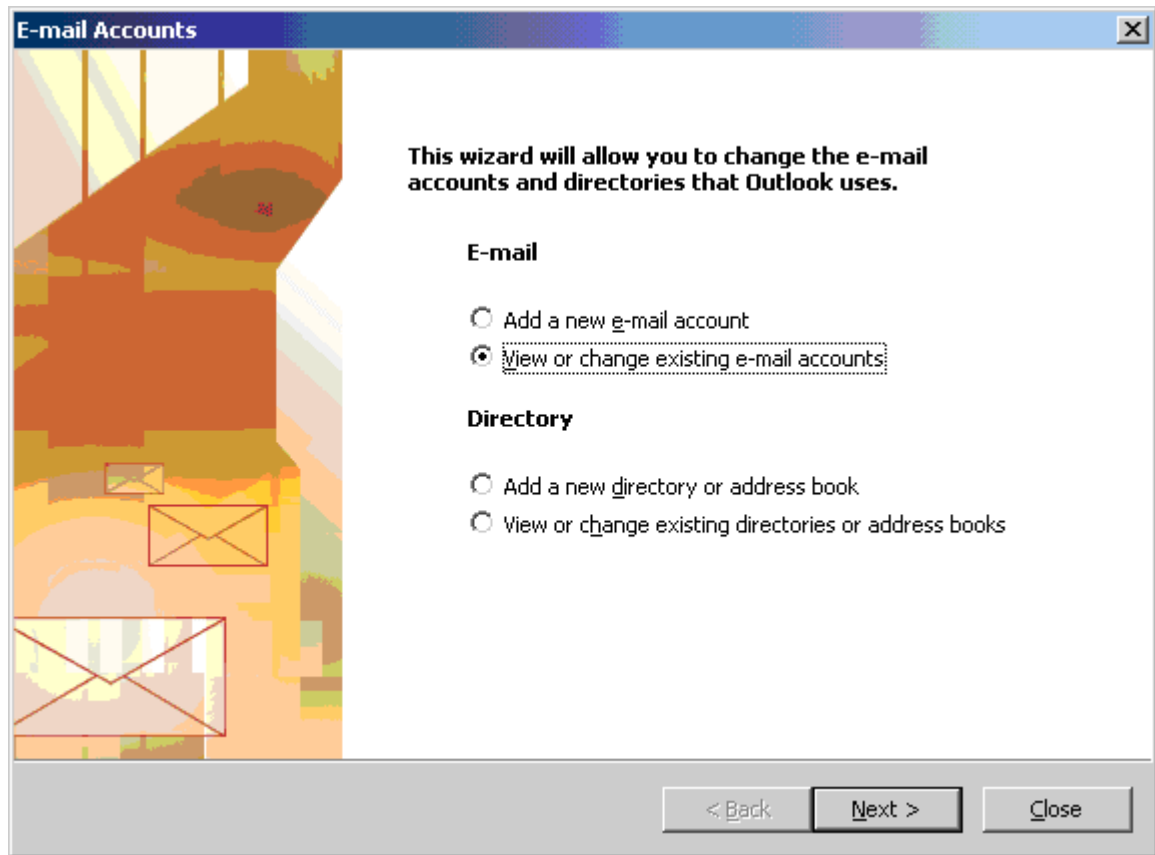 E-mail Accounts
This wizard will allow you to change the e-mail
accounts and directories that Outlook uses.
E-mail
Add a new e-mail account
View or change existing e-mail accounts
Directory
Add a new directory or address book
View or change existing directories or address books
< Back
Next >
Close